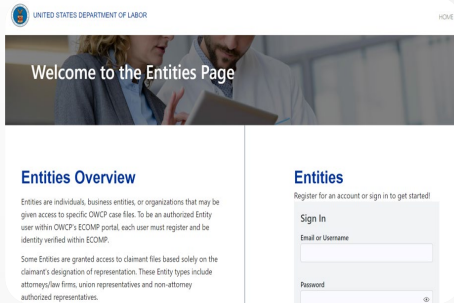 UNITED STATES DEPARTMENT OF LABOR
HOME
Welcome to the Entities Page
Entities Overview
Entities are individuals, business entities, or organizations that may be
given access to specific OWCP case files. To be an authorized Entity
user within OWCP's ECOMP portal, each user must register and be
identity verified within ECOMP.
Some Entities are granted access to claimant files based solely on the
claimant's designation of representation. These Entity types include
attorneys/law firms, union representatives and non-attorney
authorized representatives.
Entities
Register for an account or sign in to get started!
Sign In
Email or Username
Password